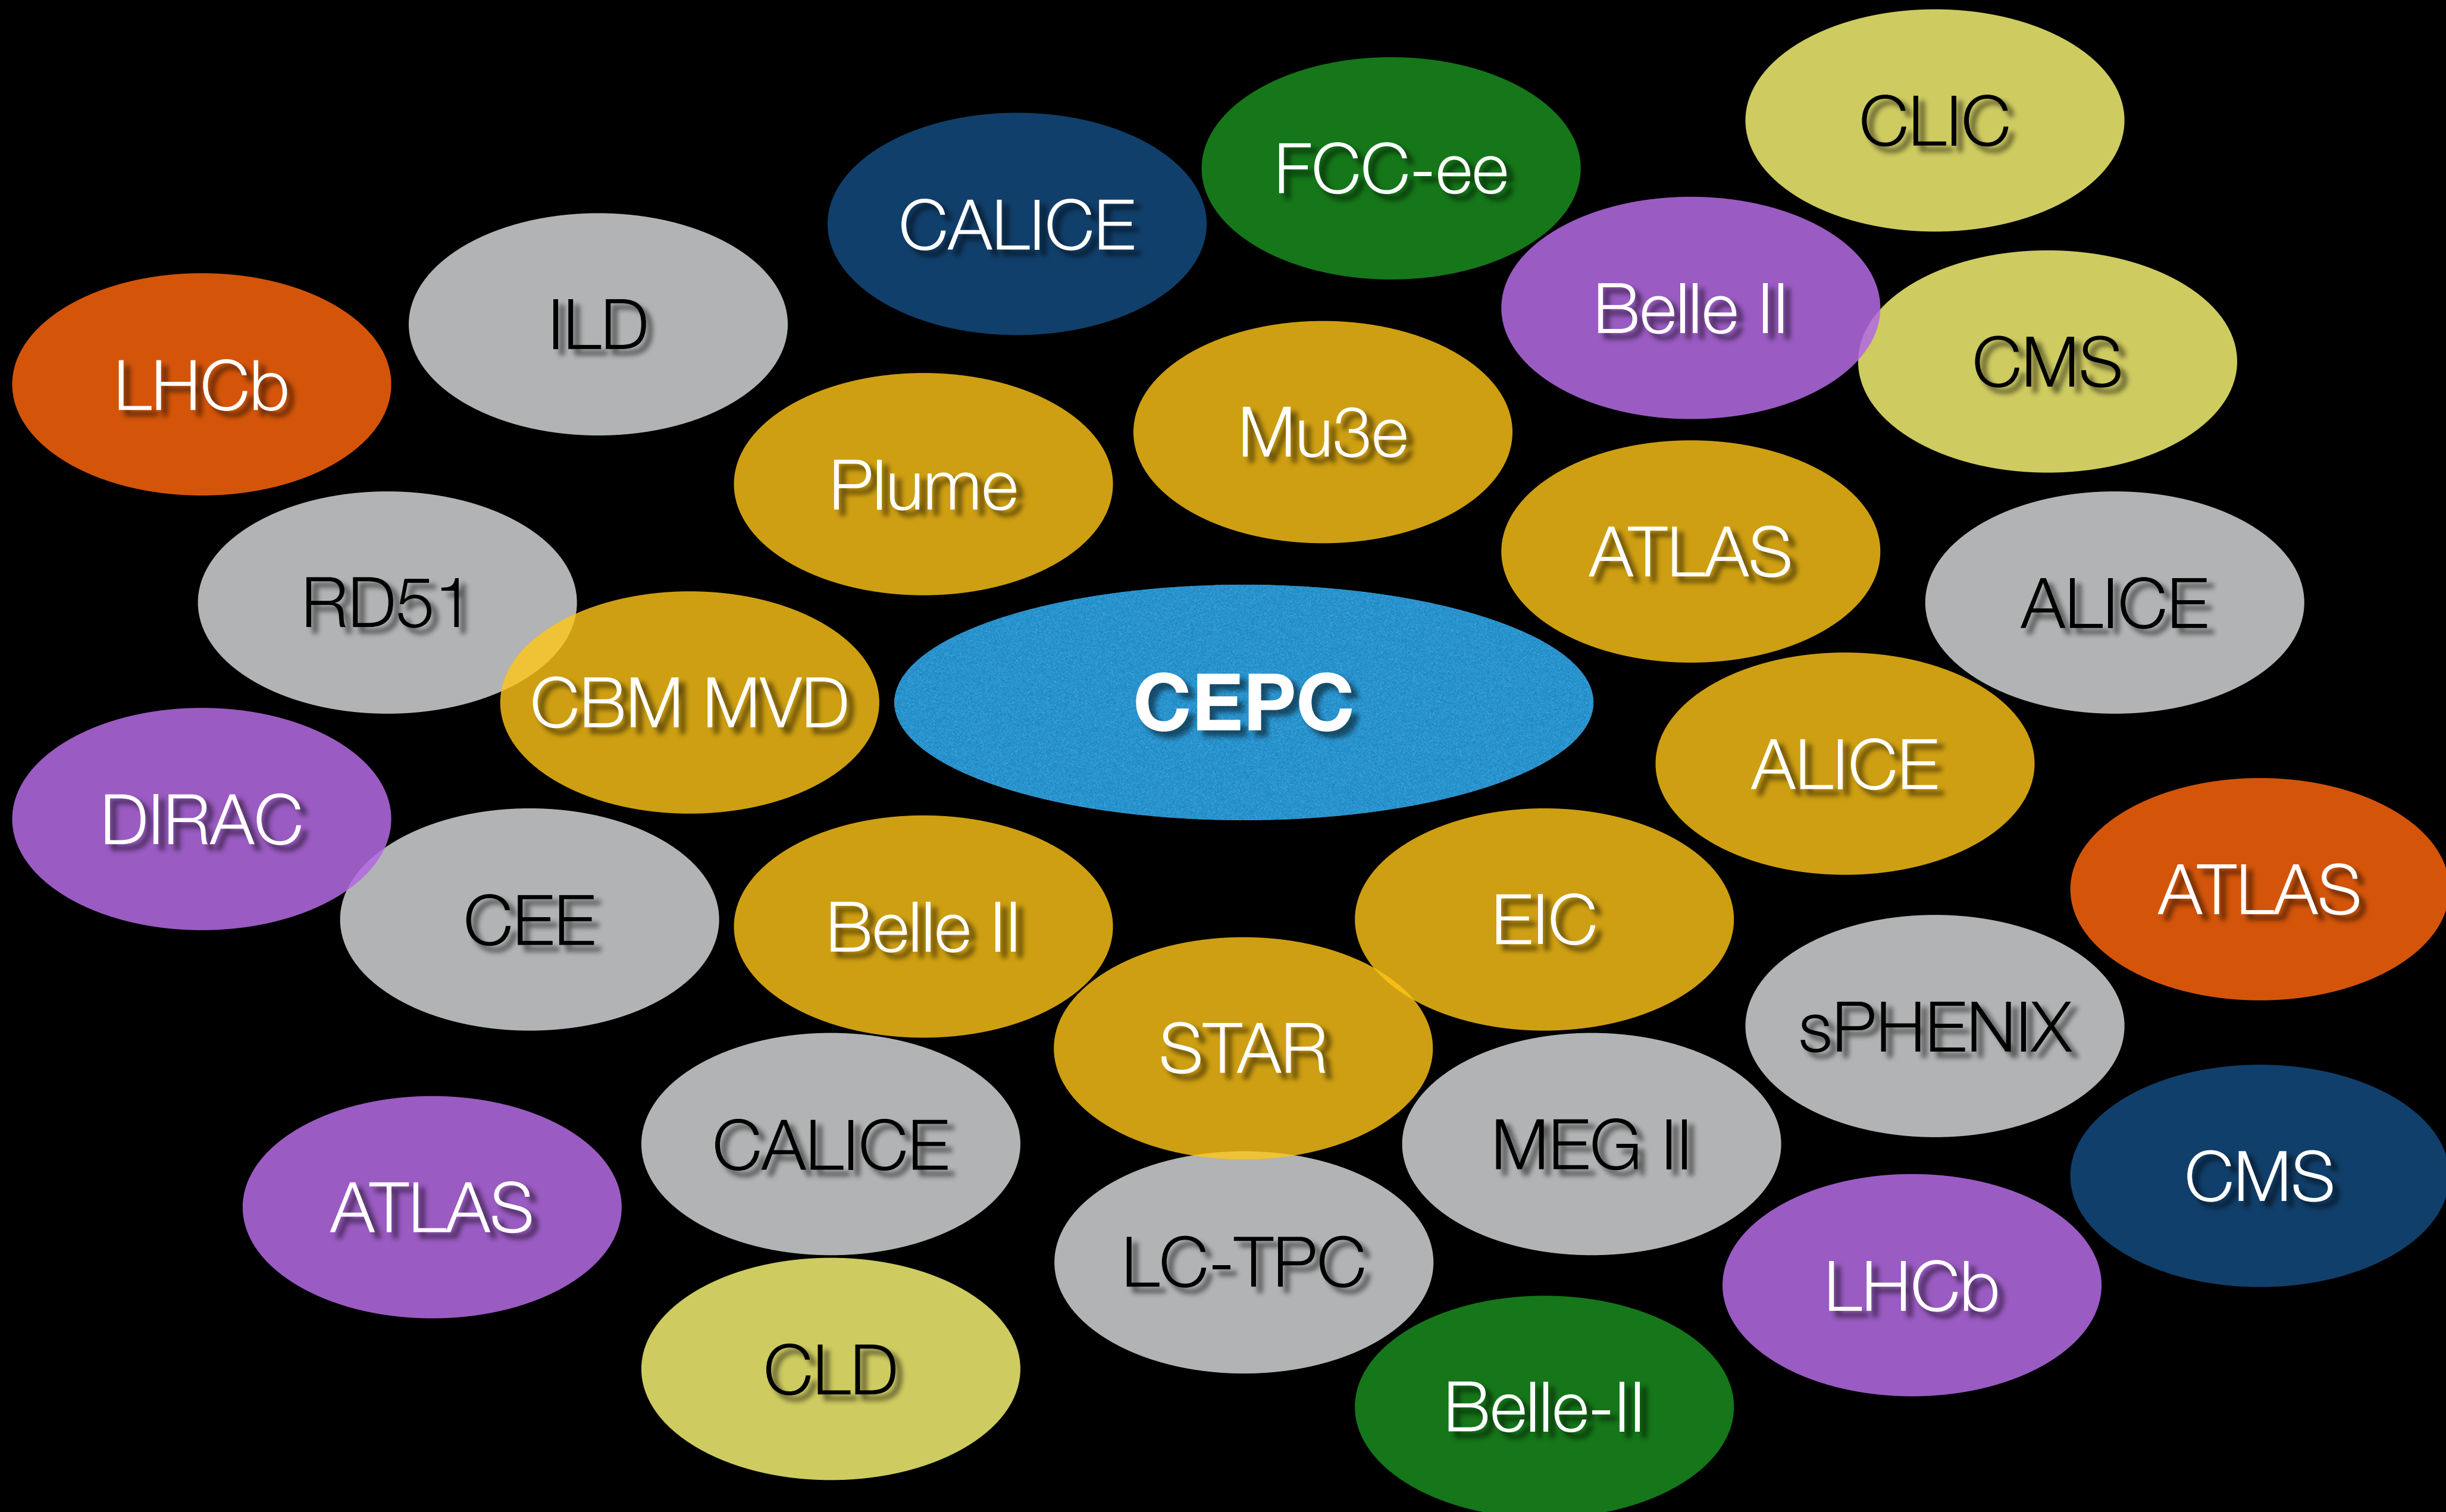 CLIC
FCC-ee
CALICE
Belle II
ILD
CMS
LHCb
Mu3e
Plume
ATLAS
RD51
ALICE
CBM MVD
CEPC
ALICE
DIRAC
ATLAS
CEE
Belle II
EIC
sPHENIX
STAR
CALICE
MEG II
CMS
ATLAS
LC-TPC
LHCb
CLD
Belle-II